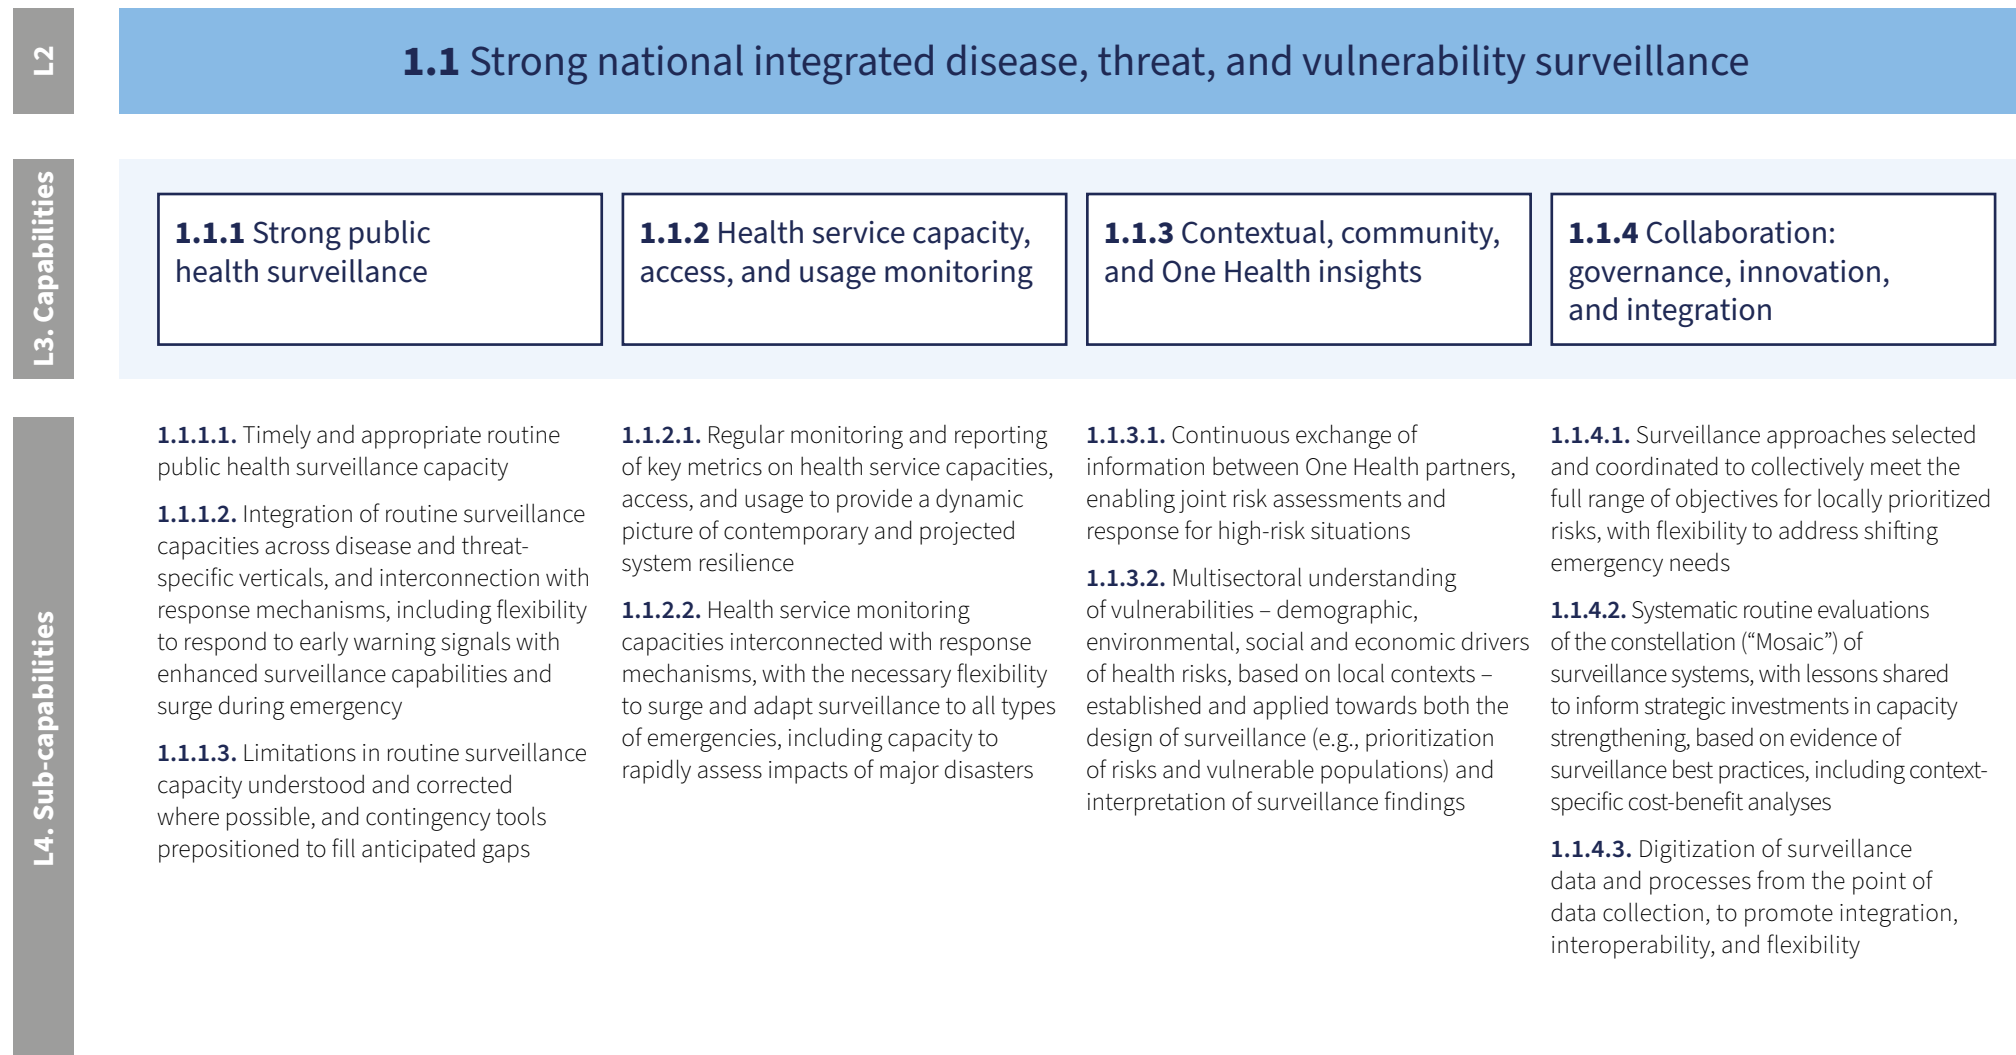 L2
1.1 Strong national integrated disease, threat, and vulnerability surveillance
L3. Capabilities
1.1.1 Strong public
health surveillance
1.1.2 Health service capacity,
access, and usage monitoring
1.1.3 Contextual, community,
and One Health insights
1.1.4 Collaboration:
governance, innovation,
and integration
L4. Sub-capabilities
1.1.1.1. Timely and appropriate routine
public health surveillance capacity
1.1.1.2. Integration of routine surveillance
capacities across disease and threat-
specific verticals, and interconnection with
response mechanisms, including flexibility
to respond to early warning signals with
enhanced surveillance capabilities and
surge during emergency
1.1.1.3. Limitations in routine surveillance
capacity understood and corrected
where possible, and contingency tools
prepositioned to fill anticipated gaps
1.1.2.1. Regular monitoring and reporting
of key metrics on health service capacities,
access, and usage to provide a dynamic
picture of contemporary and projected
system resilience
1.1.2.2. Health service monitoring
capacities interconnected with response
mechanisms, with the necessary flexibility
to surge and adapt surveillance to all types
of emergencies, including capacity to
rapidly assess impacts of major disasters
1.1.3.1. Continuous exchange of
information between One Health partners,
enabling joint risk assessments and
response for high-risk situations
1.1.3.2. Multisectoral understanding
of vulnerabilities – demographic,
environmental, social and economic drivers
of health risks, based on local contexts –
established and applied towards both the
design of surveillance (e.g., prioritization
of risks and vulnerable populations) and
interpretation of surveillance findings
1.1.4.1. Surveillance approaches selected
and coordinated to collectively meet the
full range of objectives for locally prioritized
risks, with flexibility to address shifting
emergency needs
1.1.4.2. Systematic routine evaluations
of the constellation (“Mosaic”) of
surveillance systems, with lessons shared
to inform strategic investments in capacity
strengthening, based on evidence of
surveillance best practices, including context-
specific cost-benefit analyses
1.1.4.3. Digitization of surveillance
data and processes from the point of
data collection, to promote integration,
interoperability, and flexibility